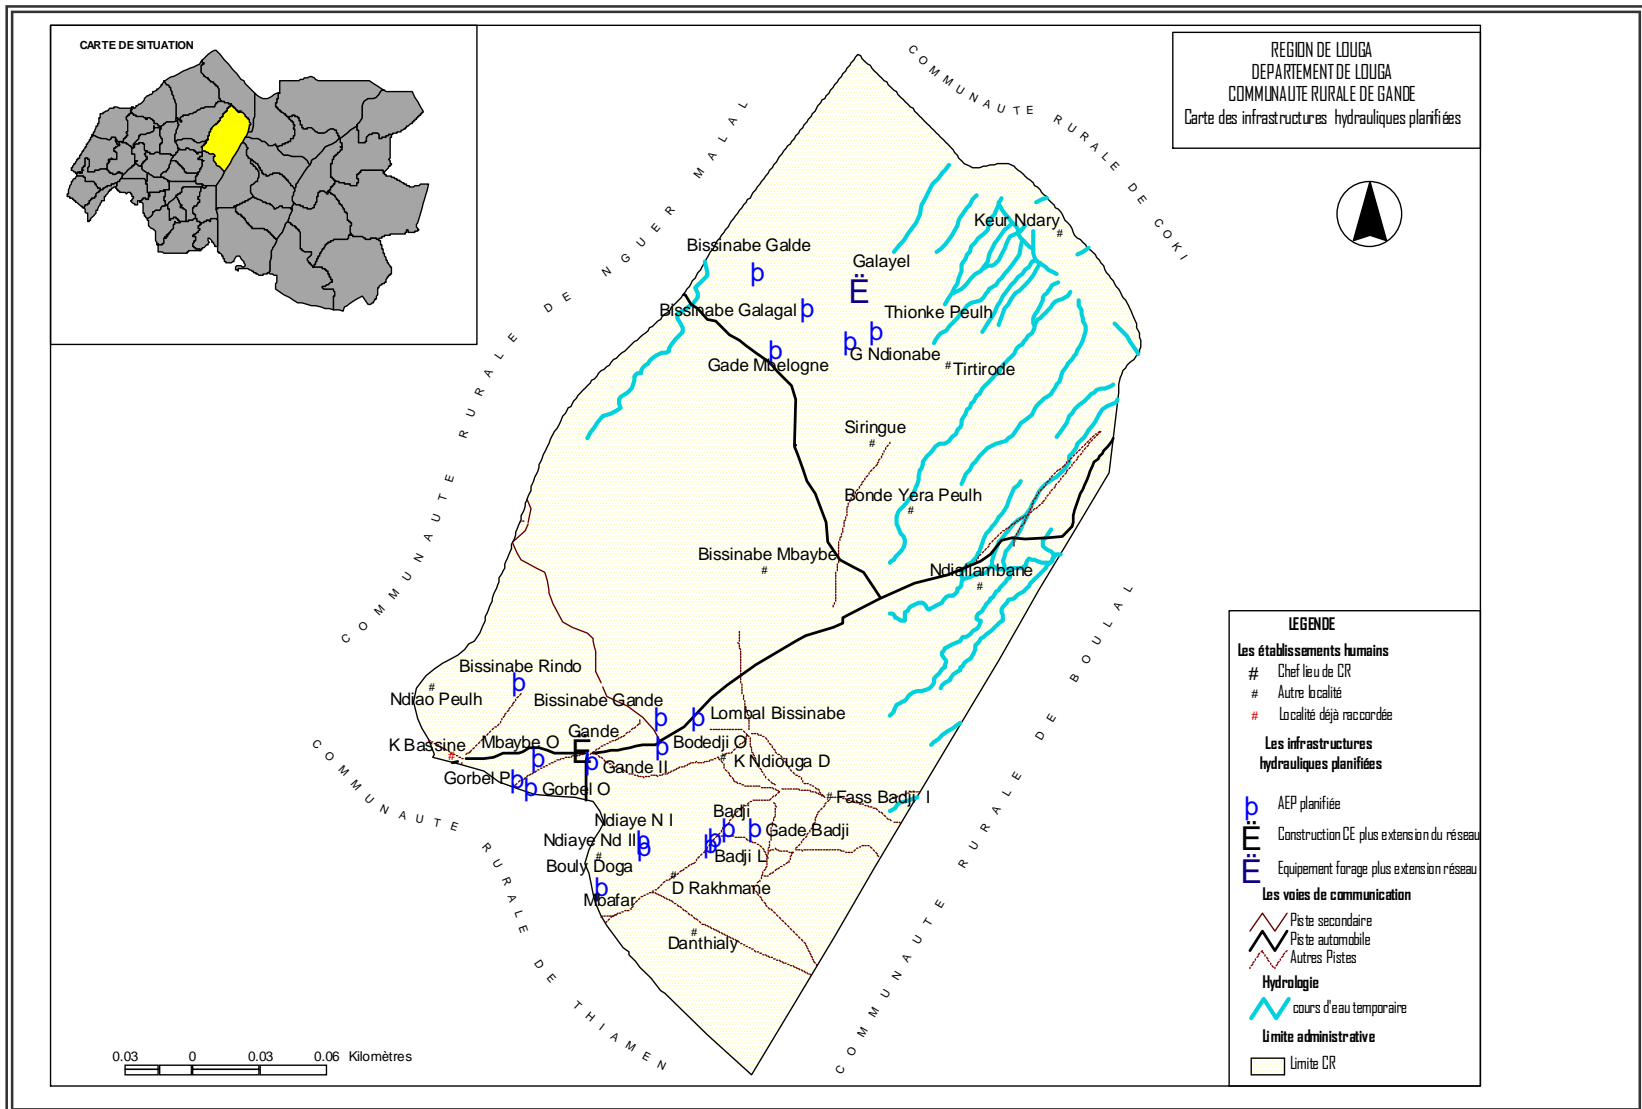 CARTE DE SITUATION
REGION DE LOUGA
DEPARTEMENT DE LOUGA
COMMUNAUTE RURALE DE GANDE
Carte des infrastructures hydrauliques planifiées
COMMUNAUTE RURALE DE NGUER MALAL
COMMUNAUTE RURALE DE COKI
COMMUNAUTE RURALE DE BOULAL
COMMUNAUTE RURALE DE THIAMEN
Keur Ndary
Bissinabe Galde
Galayel
Bissinabe Galagal
Thionke Peulh
G Ndionabe
Gade Mbelogne
Tirtirode
Siringue
Bonde Yera Peulh
Bissinabe Mbaybe
Ndiallambane
Bissinabe Rindo
Ndiao Peulh
Bissinabe Gande
Lombal Bissinabe
Gande
K Bassine
Mbaybe O
Bodedji O
Gande II
K Ndiouga D
Gorbel P
Gorbel O
Fass Badji I
Ndiaye N I
Badji
Gade Badji
Ndiaye Nd II
Badji L
Bouly Doga
D Rakhmane
Mbafar
Danthialy
LEGENDE
Les établissements humains
# Chef lieu de CR
# Autre localité
# Localité déjà raccordée
Les infrastructures
hydrauliques planifiées
þ AEP planifiée
Ë Construction CE plus extension du réseau
Ë Equipement forage plus extension réseau
Les voies de communication
Piste secondaire
Piste automobile
Autres Pistes
Hydrologie
cours d'eau temporaire
Limite administrative
Limite CR
0.03 0 0.03 0.06 Kilomètres